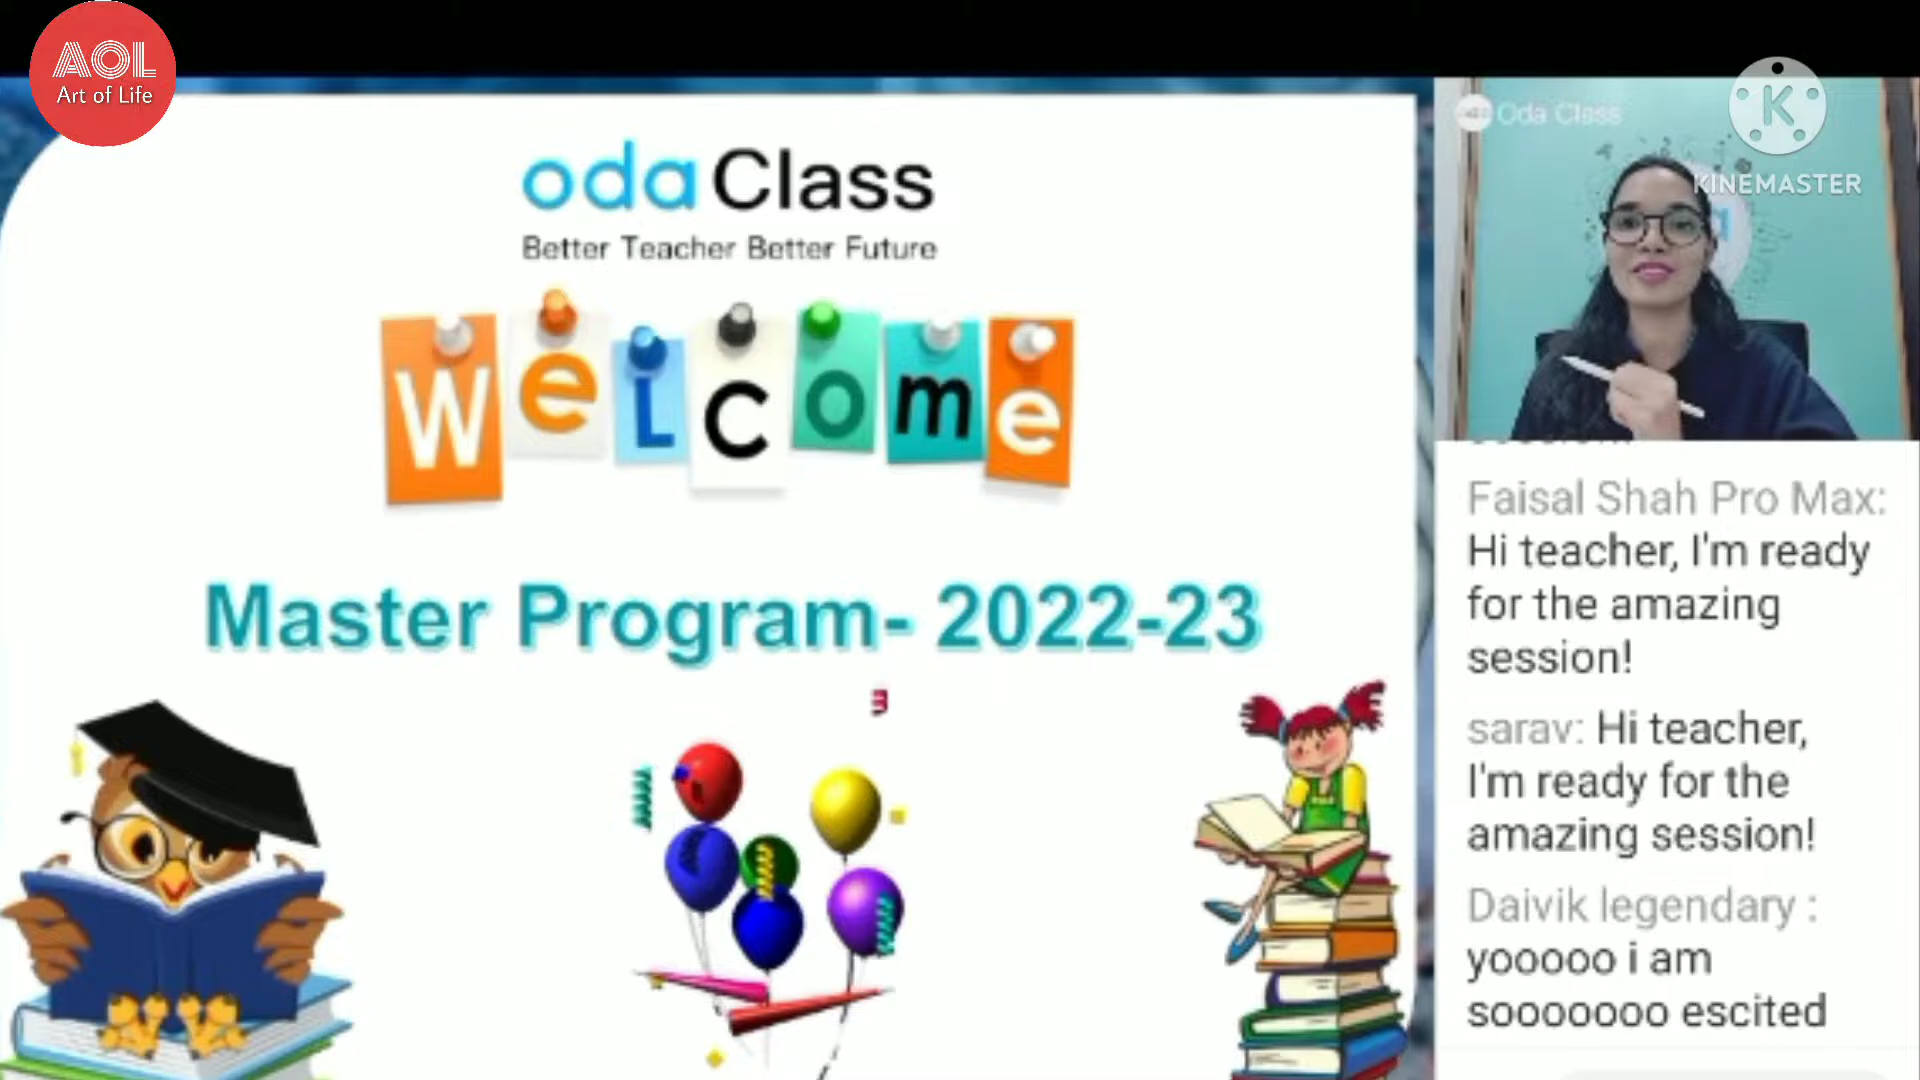 AOL
Art of Life
oda Class
Better Teacher Better Future
WeLcome
Master Program- 2022-23
Oda Class
KINEMASTER
Faisal Shah Pro Max:
Hi teacher, I'm ready
for the amazing
session!
sarav: Hi teacher,
I'm ready for the
amazing session!
Daivik legendary :
yooooo i am
sooooooo escited